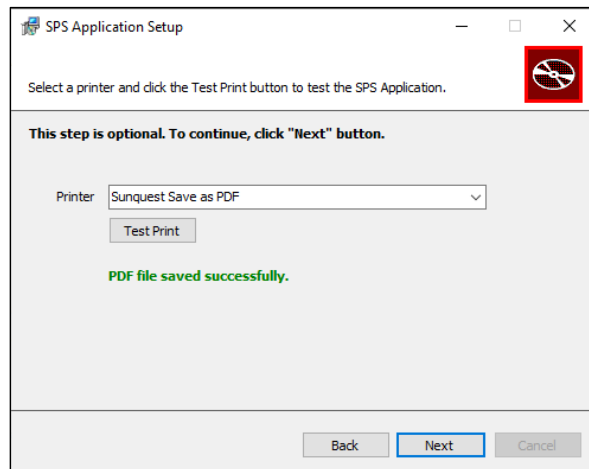 SPS Application Setup
Select a printer and click the Test Print button to test the SPS Application.
This step is optional. To continue, click "Next" button.
Printer Sunquest Save as PDF
Test Print
PDF file saved successfully.
Back Next Cancel